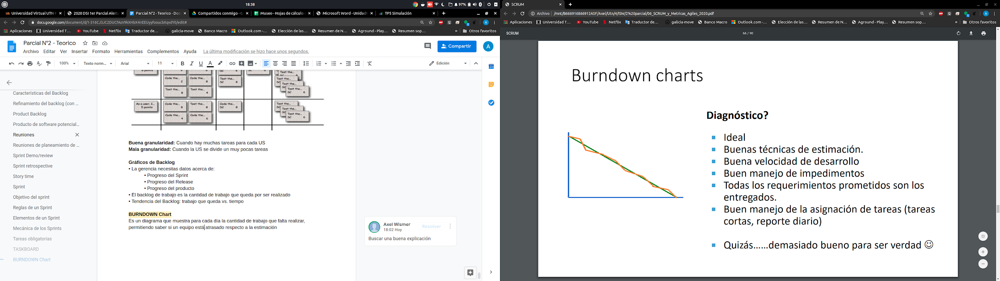 18:38
97%
Universidad Virtual UTN F
2020 DSI 1er Parcial Alerta
Parcial N°2 - Teorico - Doc
Compartidos conmigo - G
Museo - Hojas de cálculo d
Microsoft Word - Unidad
TP5 Simulación
docs.google.com/document/d/1-316CJ3JC2DUCfAsV9kXHbX4irEEUyyfooucbXqvdY0/edit#
Aplicaciones
Universidad T...
YouTube
Netflix
Traductor de...
galicia-move
Banco Macro
Outlook.com -...
Elección de las...
Resumen de N...
Aground - Play...
Resumen sop...
»
Otros favoritos
Parcial N°2 - Teorico
Archivo Editar Ver Insertar Formato Herramientas Complementos Ayuda
La última modificación se hizo hace unos segundos.
Compartir
A
100%
Texto norm...
Arial
11
B I U A
Edición
Características del Backlog
Refinamiento del backlog (con ...
Product Backlog
Producto de software potencial...
Reuniones
Reuniones de planeamiento de ...
Sprint Demo/review
Sprint retrospective
Story time
Sprint
Objetivo del sprint
Reglas de un Sprint
Elementos de un Sprint
Mecánica de los Sprints
Tareas obligatorias
TASKBOARD
BURNDOWN Chart
Code the... 2
Code the... 8
Test the... SC 8
Test the... 8
Test the... 4
Test the...
Test the... SC 6
As a user, I... 5 points
Code the... 8
Test the... 8
Code the... DC 8
Test the...
Test the...
Test the... SC 6
Code the... 4
Code the... 6
Buena granularidad: Cuando hay muchas tareas para cada US
Mala granularidad: Cuando la US se divide un muy pocas tareas
Gráficos de Backlog
• La gerencia necesitas datos acerca de:
• Progreso del Sprint
• Progreso del Release
• Progreso del producto
• El backlog de trabajo es la cantidad de trabajo que queda por ser realizado
• Tendencia del Backlog: trabajo que queda vs. tiempo
BURNDOWN Chart
Es un diagrama que muestra para cada día la cantidad de trabajo que falta realizar,
permitiendo saber si un equipo está atrasado respecto a la estimación
Axel Wismer
18:02 Hoy
Resolver
Buscar una buena explicación
31
SCRUM
Archivo | /mnt/B666916866912A5F/Axel/Utn/4/ISW/2%20parcial/06_SCRUM_y_Metricas_Agiles_2020.pdf
Aplicaciones
Universidad T...
YouTube
Netflix
Traductor de...
galicia-move
Banco Macro
Outlook.com -...
Elección de las...
Resumen de N...
Aground - Play...
Resumen sop...
»
Otros favoritos
SCRUM
66 / 90
Burndown charts
Diagnóstico?
Ideal
Buenas técnicas de estimación.
Buena velocidad de desarrollo
Buen manejo de impedimentos
Todas los requerimientos prometidos son los
entregados.
Buen manejo de la asignación de tareas (tareas
cortas, reporte diario)
Quizás……demasiado bueno para ser verdad ☺